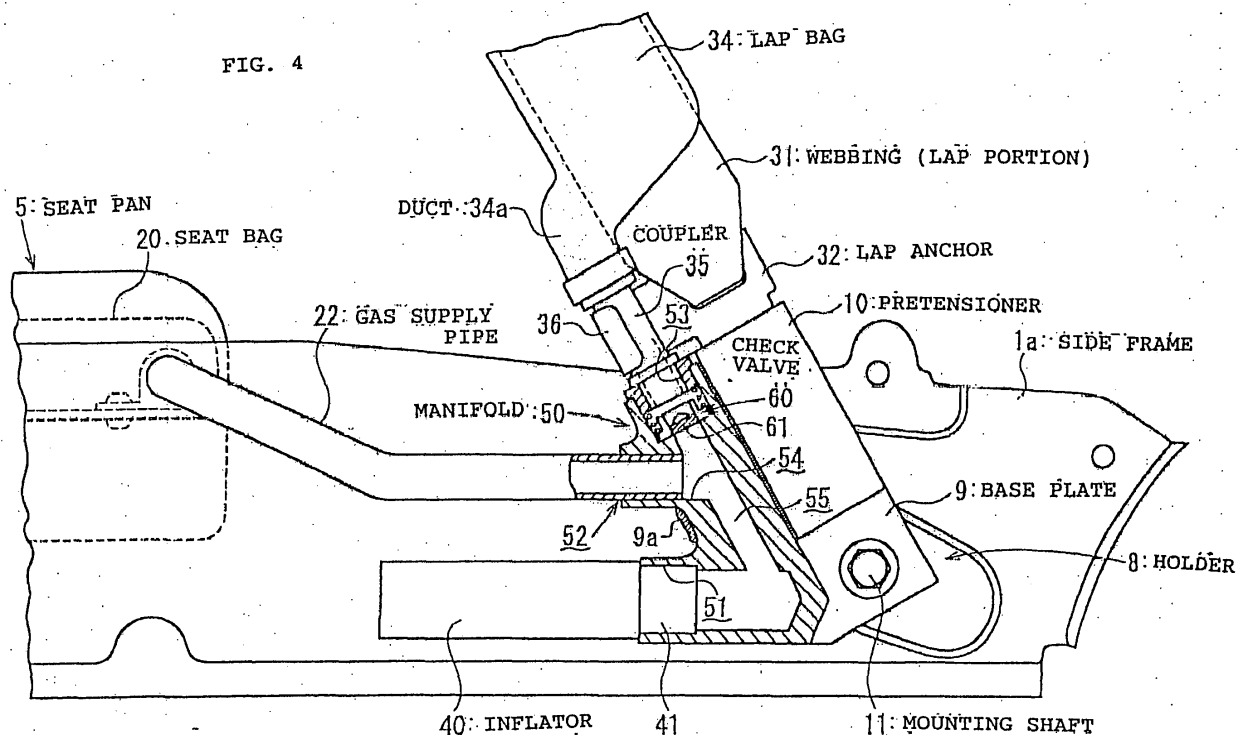 FIG. 4
34: LAP BAG
31: WEBBING (LAP PORTION)
5: SEAT PAN
20. SEAT BAG
DUCT: 34a
COUPLER
35
32: LAP ANCHOR
22: GAS SUPPLY
PIPE
36
53
10: PRETENSIONER
1a: SIDE FRAME
CHECK
VALVE
60
MANIFOLD: 50
61
54
9: BASE PLATE
52
9a
55
8: HOLDER
51
40: INFLATOR
41
11: MOUNTING SHAFT